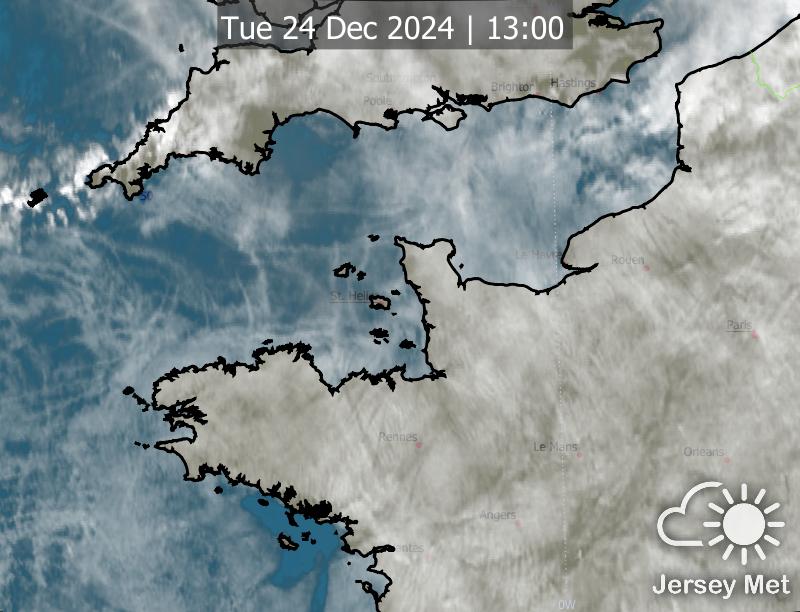 Tue 24 Dec 2024 | 13:00
Southampton
Brighton
Hastings
Poole
50
Le Havre
Rouen
St. Helier
Paris
Rennes
Le Mans
Orleans
Angers
0W
Jersey Met